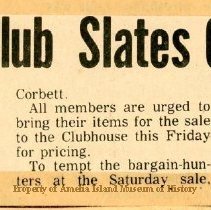 lub Slates
Corbett.
All members are urged to
bring their items for the sale
to the Clubhouse this Friday
for pricing.
To tempt the bargain-hun-
ters at the Saturday sale,
Property of Amelia Island Museum of History